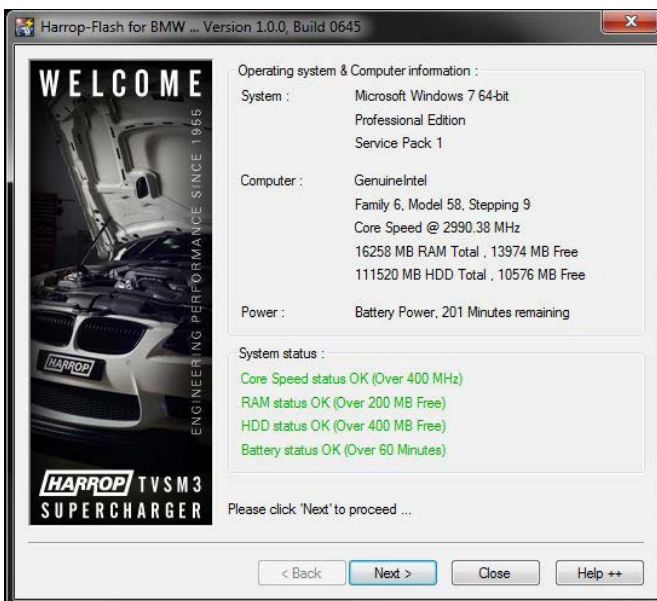 Harrop-Flash for BMW ... Version 1.0.0, Build 0645
WELCOME
ENGINEERING PERFORMANCE SINCE 1955
HARROP
HARROP TVSM3
SUPERCHARGER
Operating system & Computer information :
System : Microsoft Windows 7 64-bit
Professional Edition
Service Pack 1
Computer : GenuineIntel
Family 6, Model 58, Stepping 9
Core Speed @ 2990.38 MHz
16258 MB RAM Total , 13974 MB Free
111520 MB HDD Total , 10576 MB Free
Power : Battery Power, 201 Minutes remaining
System status :
Core Speed status OK (Over 400 MHz)
RAM status OK (Over 200 MB Free)
HDD status OK (Over 400 MB Free)
Battery status OK (Over 60 Minutes)
Please click 'Next' to proceed ...
< Back Next > Close Help ++